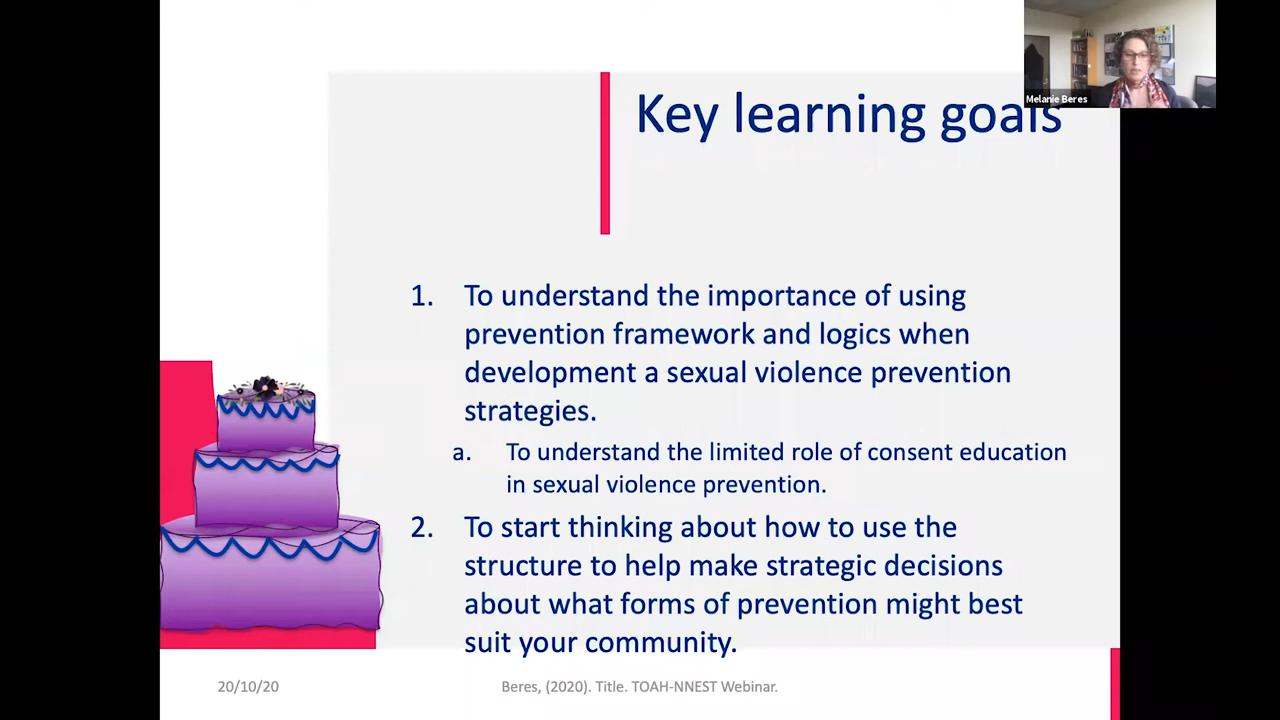 Melanie Beres
Key learning goals
1. To understand the importance of using
prevention framework and logics when
development a sexual violence prevention
strategies.
a. To understand the limited role of consent education
in sexual violence prevention.
2. To start thinking about how to use the
structure to help make strategic decisions
about what forms of prevention might best
suit your community.
20/10/20
Beres, (2020). Title. TOAH-NNEST Webinar.